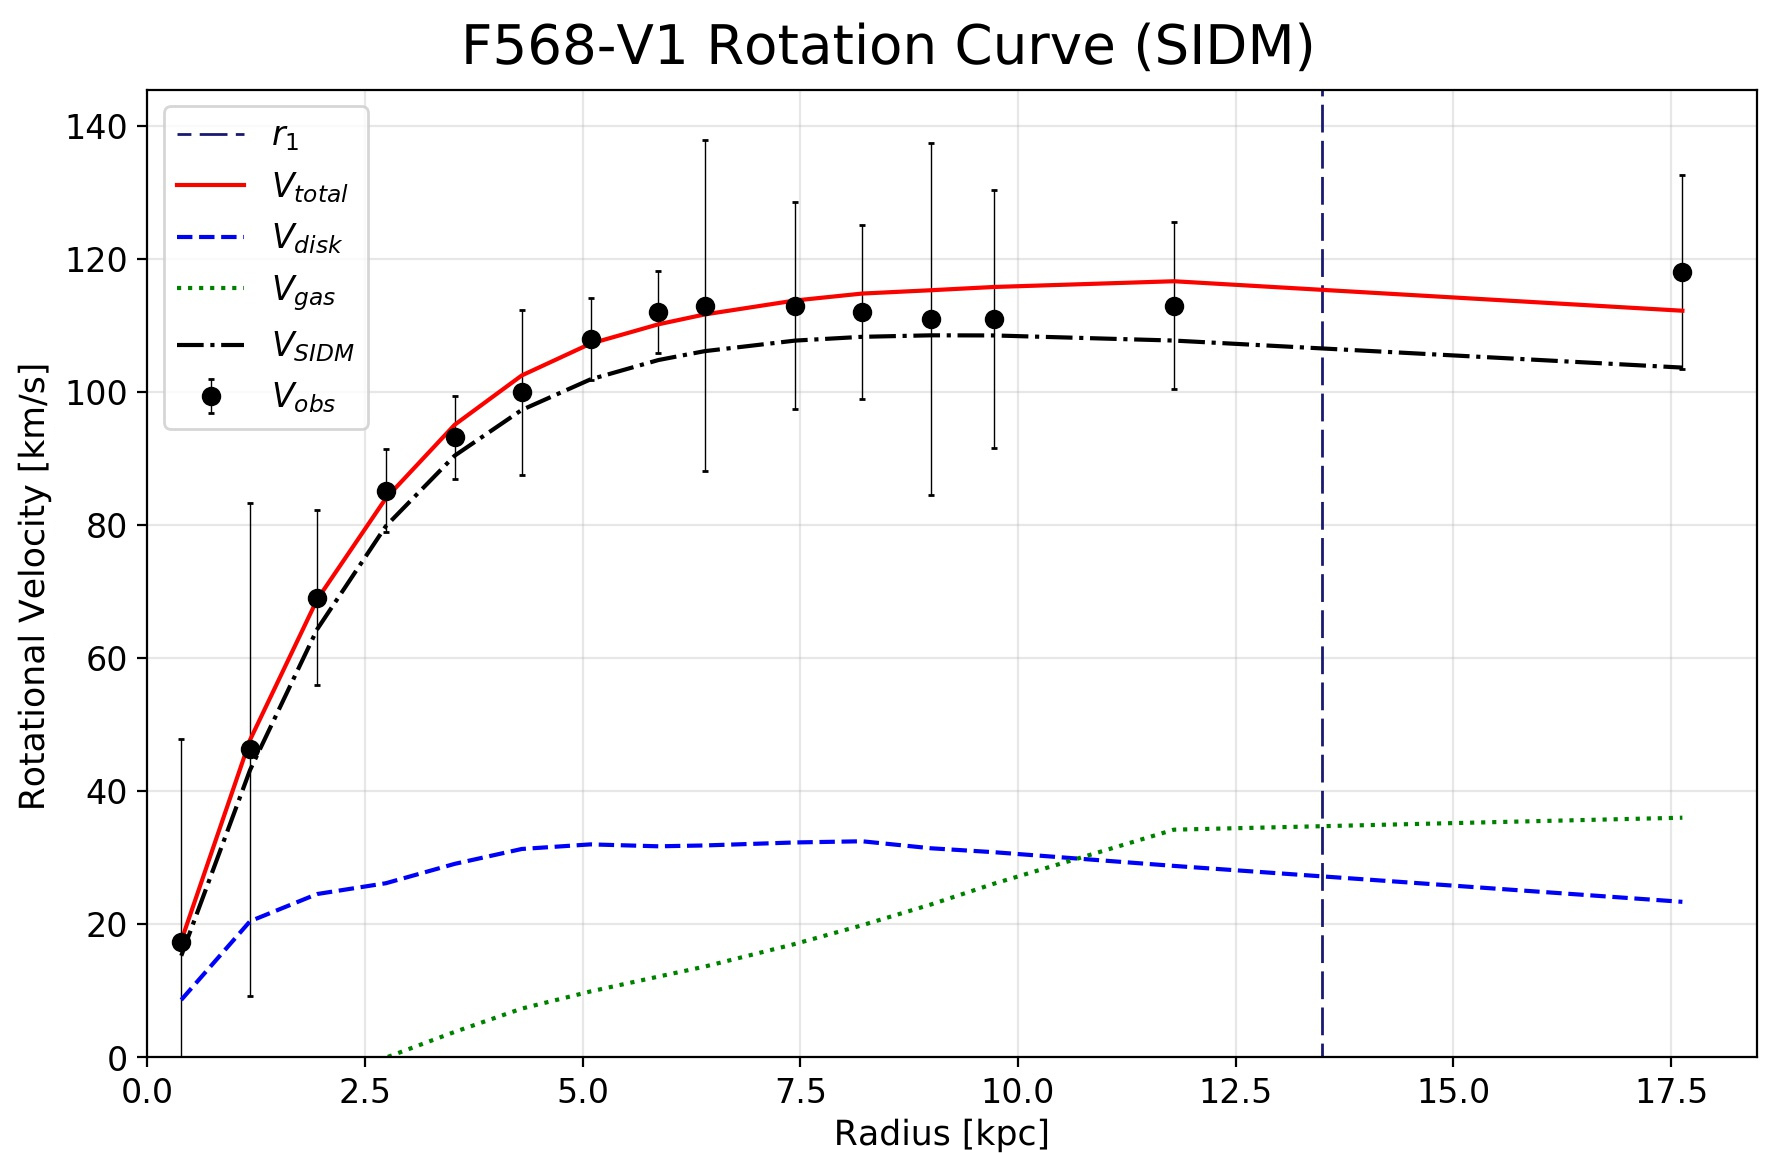 F568-V1 Rotation Curve (SIDM)
r1
Vtotal
Vdisk
Vgas
VSIDM
Vobs
Rotational Velocity [km/s]
140
120
100
80
60
40
20
0
0.0 2.5 5.0 7.5 10.0 12.5 15.0 17.5
Radius [kpc]